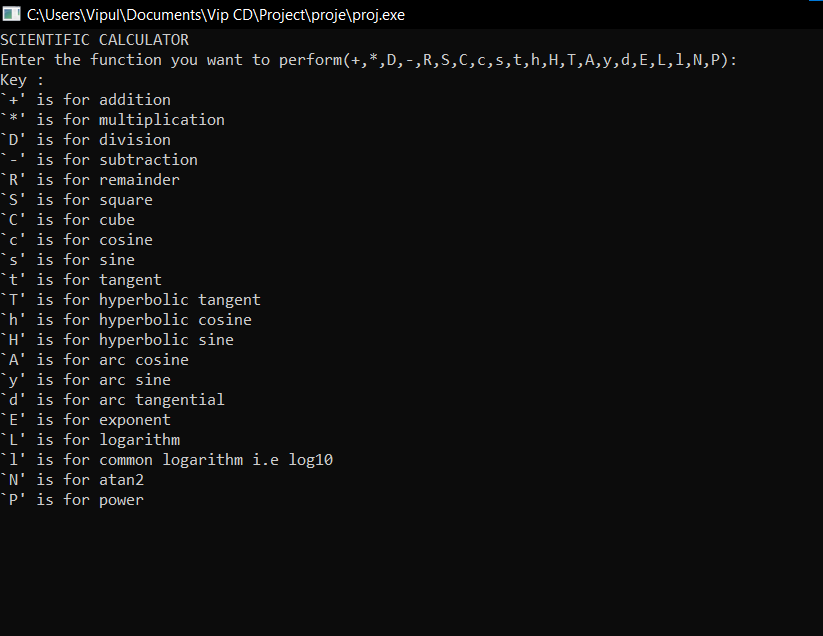 C:\Users\Vipul\Documents\Vip CD\Project\proje\proj.exe
SCIENTIFIC CALCULATOR
Enter the function you want to perform(+,*,D,-,R,S,C,c,s,t,h,H,T,A,y,d,E,L,l,N,P):
Key :
`+' is for addition
`*' is for multiplication
`D' is for division
`-' is for subtraction
`R' is for remainder
`S' is for square
`C' is for cube
`c' is for cosine
`s' is for sine
`t' is for tangent
`T' is for hyperbolic tangent
`h' is for hyperbolic cosine
`H' is for hyperbolic sine
`A' is for arc cosine
`y' is for arc sine
`d' is for arc tangential
`E' is for exponent
`L' is for logarithm
`l' is for common logarithm i.e log10
`N' is for atan2
`P' is for power